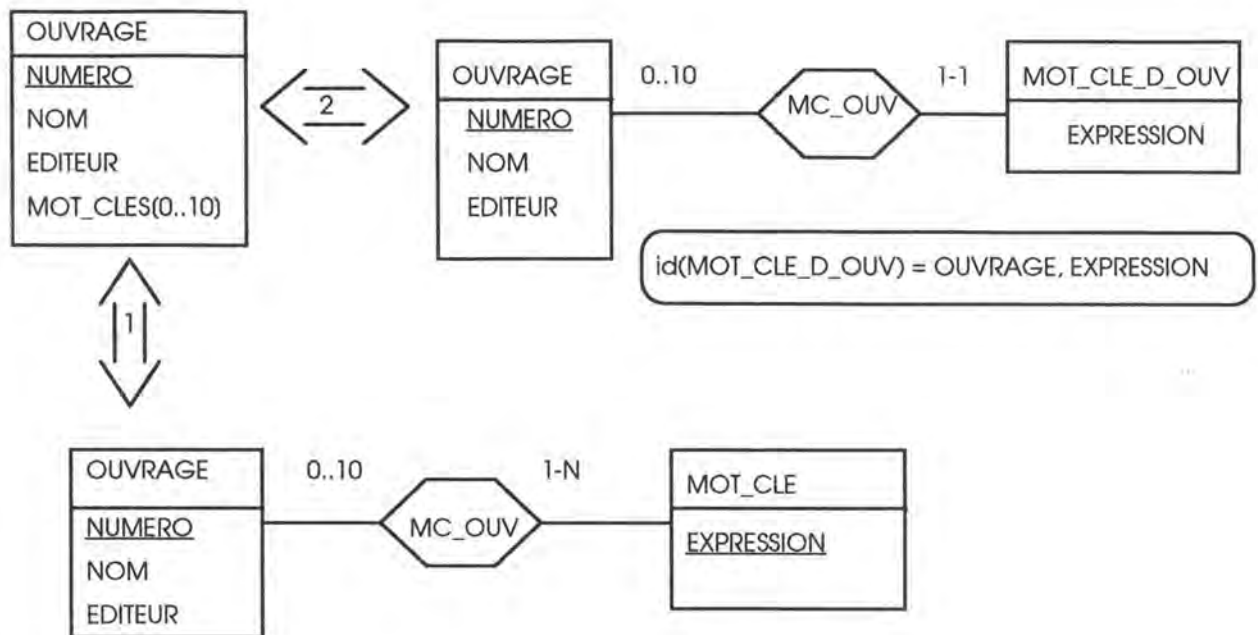 OUVRAGE
NUMERO
NOM
EDITEUR
MOT_CLES(0..10)
2
OUVRAGE
NUMERO
NOM
EDITEUR
0..10
MC_OUV
1-1
MOT_CLE_D_OUV
EXPRESSION
id(MOT_CLE_D_OUV) = OUVRAGE, EXPRESSION
1
OUVRAGE
NUMERO
NOM
EDITEUR
0..10
MC_OUV
1-N
MOT_CLE
EXPRESSION